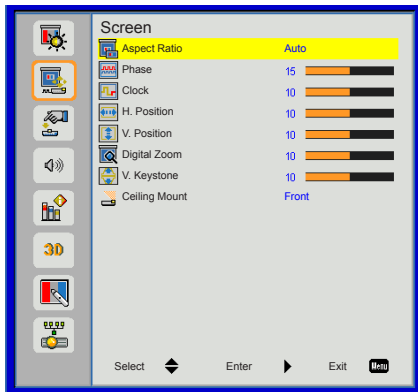 Screen
Aspect Ratio Auto
Phase 15
Clock 10
H. Position 10
V. Position 10
Digital Zoom 10
V. Keystone 10
Ceiling Mount Front
3D
Select Enter Exit Menu